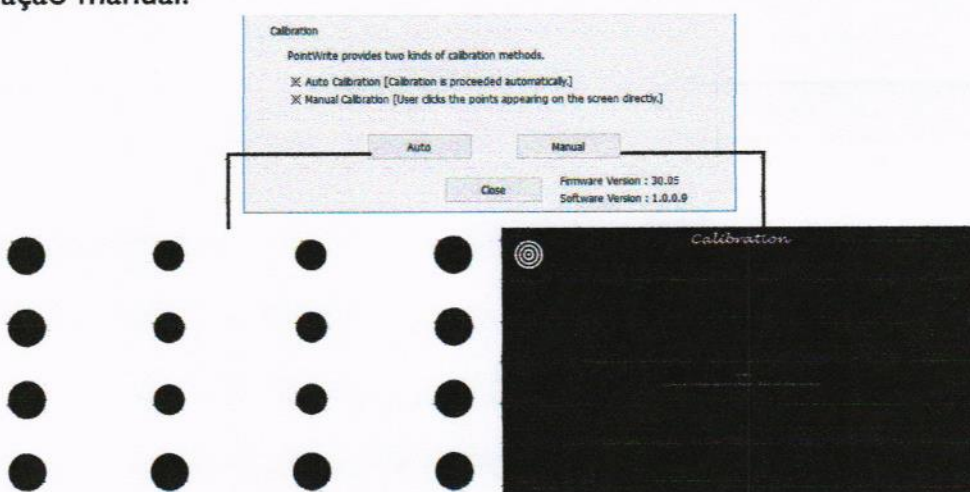 ação manual.
Calibration
PointWrite provides two kinds of calibration methods.
※ Auto Calibration [Calibration is proceeded automatically.]
※ Manual Calibration [User clicks the points appearing on the screen directly.]
Auto Manual
Close
Firmware Version : 30.05
Software Version : 1.0.0.9
Calibration